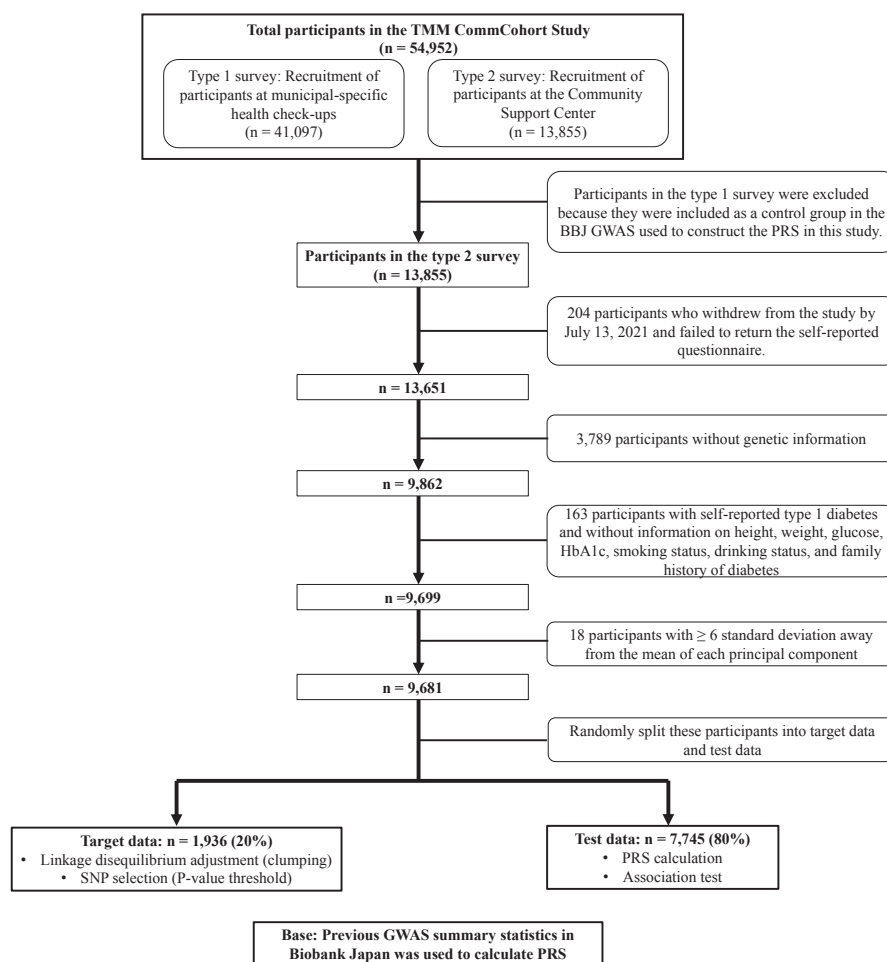 Total participants in the TMM CommCohort Study
(n = 54,952)
Type 1 survey: Recruitment of
participants at municipal-specific
health check-ups
(n = 41,097)
Type 2 survey: Recruitment of
participants at the Community
Support Center
(n = 13,855)
Participants in the type 1 survey were excluded
because they were included as a control group in the
BBJ GWAS used to construct the PRS in this study.
Participants in the type 2 survey
(n = 13,855)
204 participants who withdrew from the study by
July 13, 2021 and failed to return the self-reported
questionnaire.
n = 13,651
3,789 participants without genetic information
n = 9,862
163 participants with self-reported type 1 diabetes
and without information on height, weight, glucose,
HbA1c, smoking status, drinking status, and family
history of diabetes
n =9,699
18 participants with ≥ 6 standard deviation away
from the mean of each principal component
n = 9,681
Randomly split these participants into target data
and test data
Target data: n = 1,936 (20%)
• Linkage disequilibrium adjustment (clumping)
• SNP selection (P-value threshold)
Test data: n = 7,745 (80%)
• PRS calculation
• Association test
Base: Previous GWAS summary statistics in
Biobank Japan was used to calculate PRS